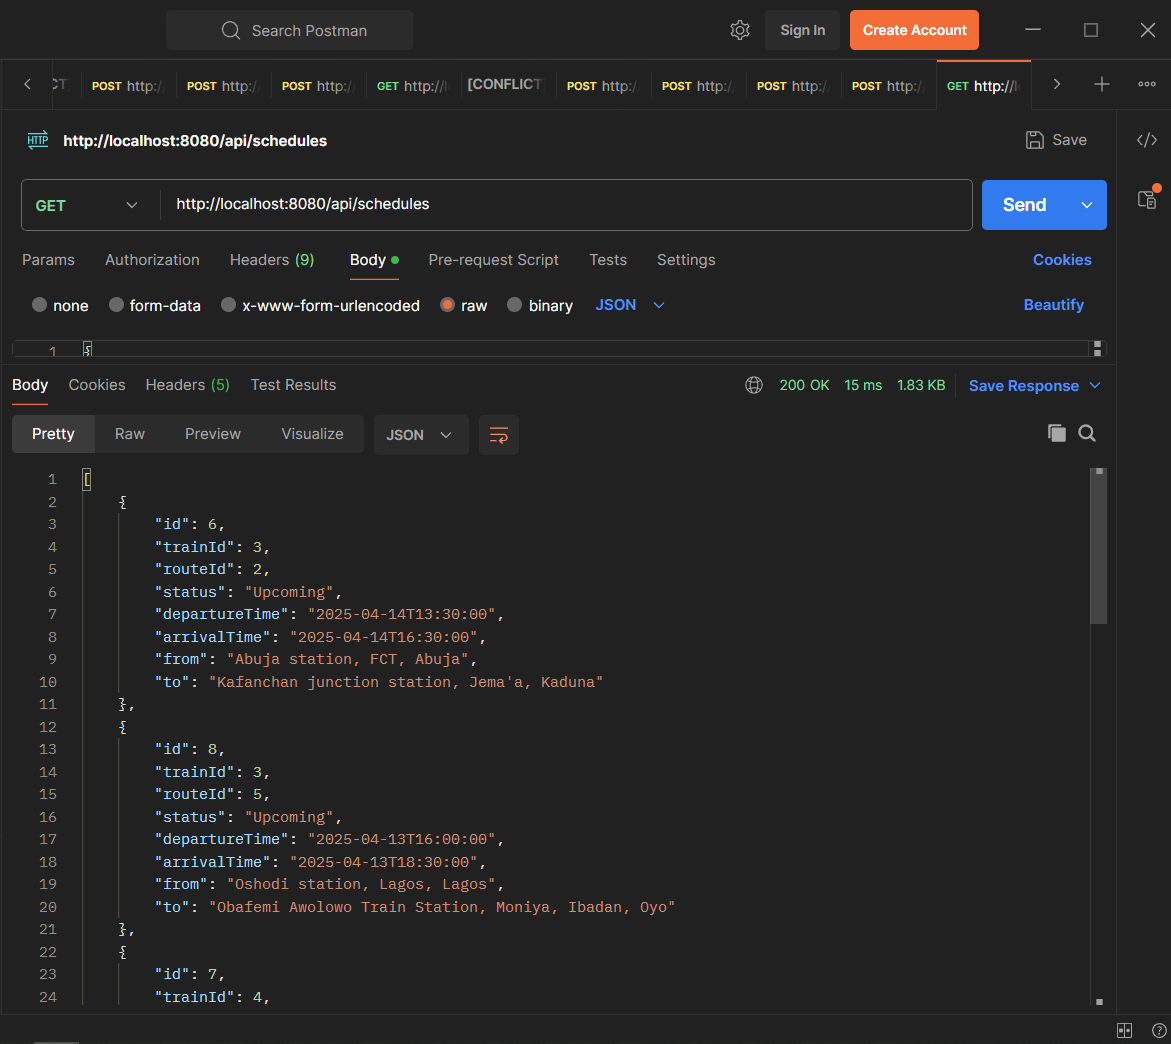 Search Postman
Sign In
Create Account
CT
POST http:/
POST http:/
POST http:/
GET http://l
[CONFLICT
POST http:/
POST http:/
POST http:/
POST http:/
GET http://l
HTTP
http://localhost:8080/api/schedules
Save
</>
GET
http://localhost:8080/api/schedules
Send
Params
Authorization
Headers (9)
Body
Pre-request Script
Tests
Settings
Cookies
none
form-data
x-www-form-urlencoded
raw
binary
JSON
Beautify
1 {
Body
Cookies
Headers (5)
Test Results
200 OK
15 ms
1.83 KB
Save Response
Pretty
Raw
Preview
Visualize
JSON
1 [
2 {
3 "id": 6,
4 "trainId": 3,
5 "routeId": 2,
6 "status": "Upcoming",
7 "departureTime": "2025-04-14T13:30:00",
8 "arrivalTime": "2025-04-14T16:30:00",
9 "from": "Abuja station, FCT, Abuja",
10 "to": "Kafanchan junction station, Jema'a, Kaduna"
11 },
12 {
13 "id": 8,
14 "trainId": 3,
15 "routeId": 5,
16 "status": "Upcoming",
17 "departureTime": "2025-04-13T16:00:00",
18 "arrivalTime": "2025-04-13T18:30:00",
19 "from": "Oshodi station, Lagos, Lagos",
20 "to": "Obafemi Awolowo Train Station, Moniya, Ibadan, Oyo"
21 },
22 {
23 "id": 7,
24 "trainId": 4,